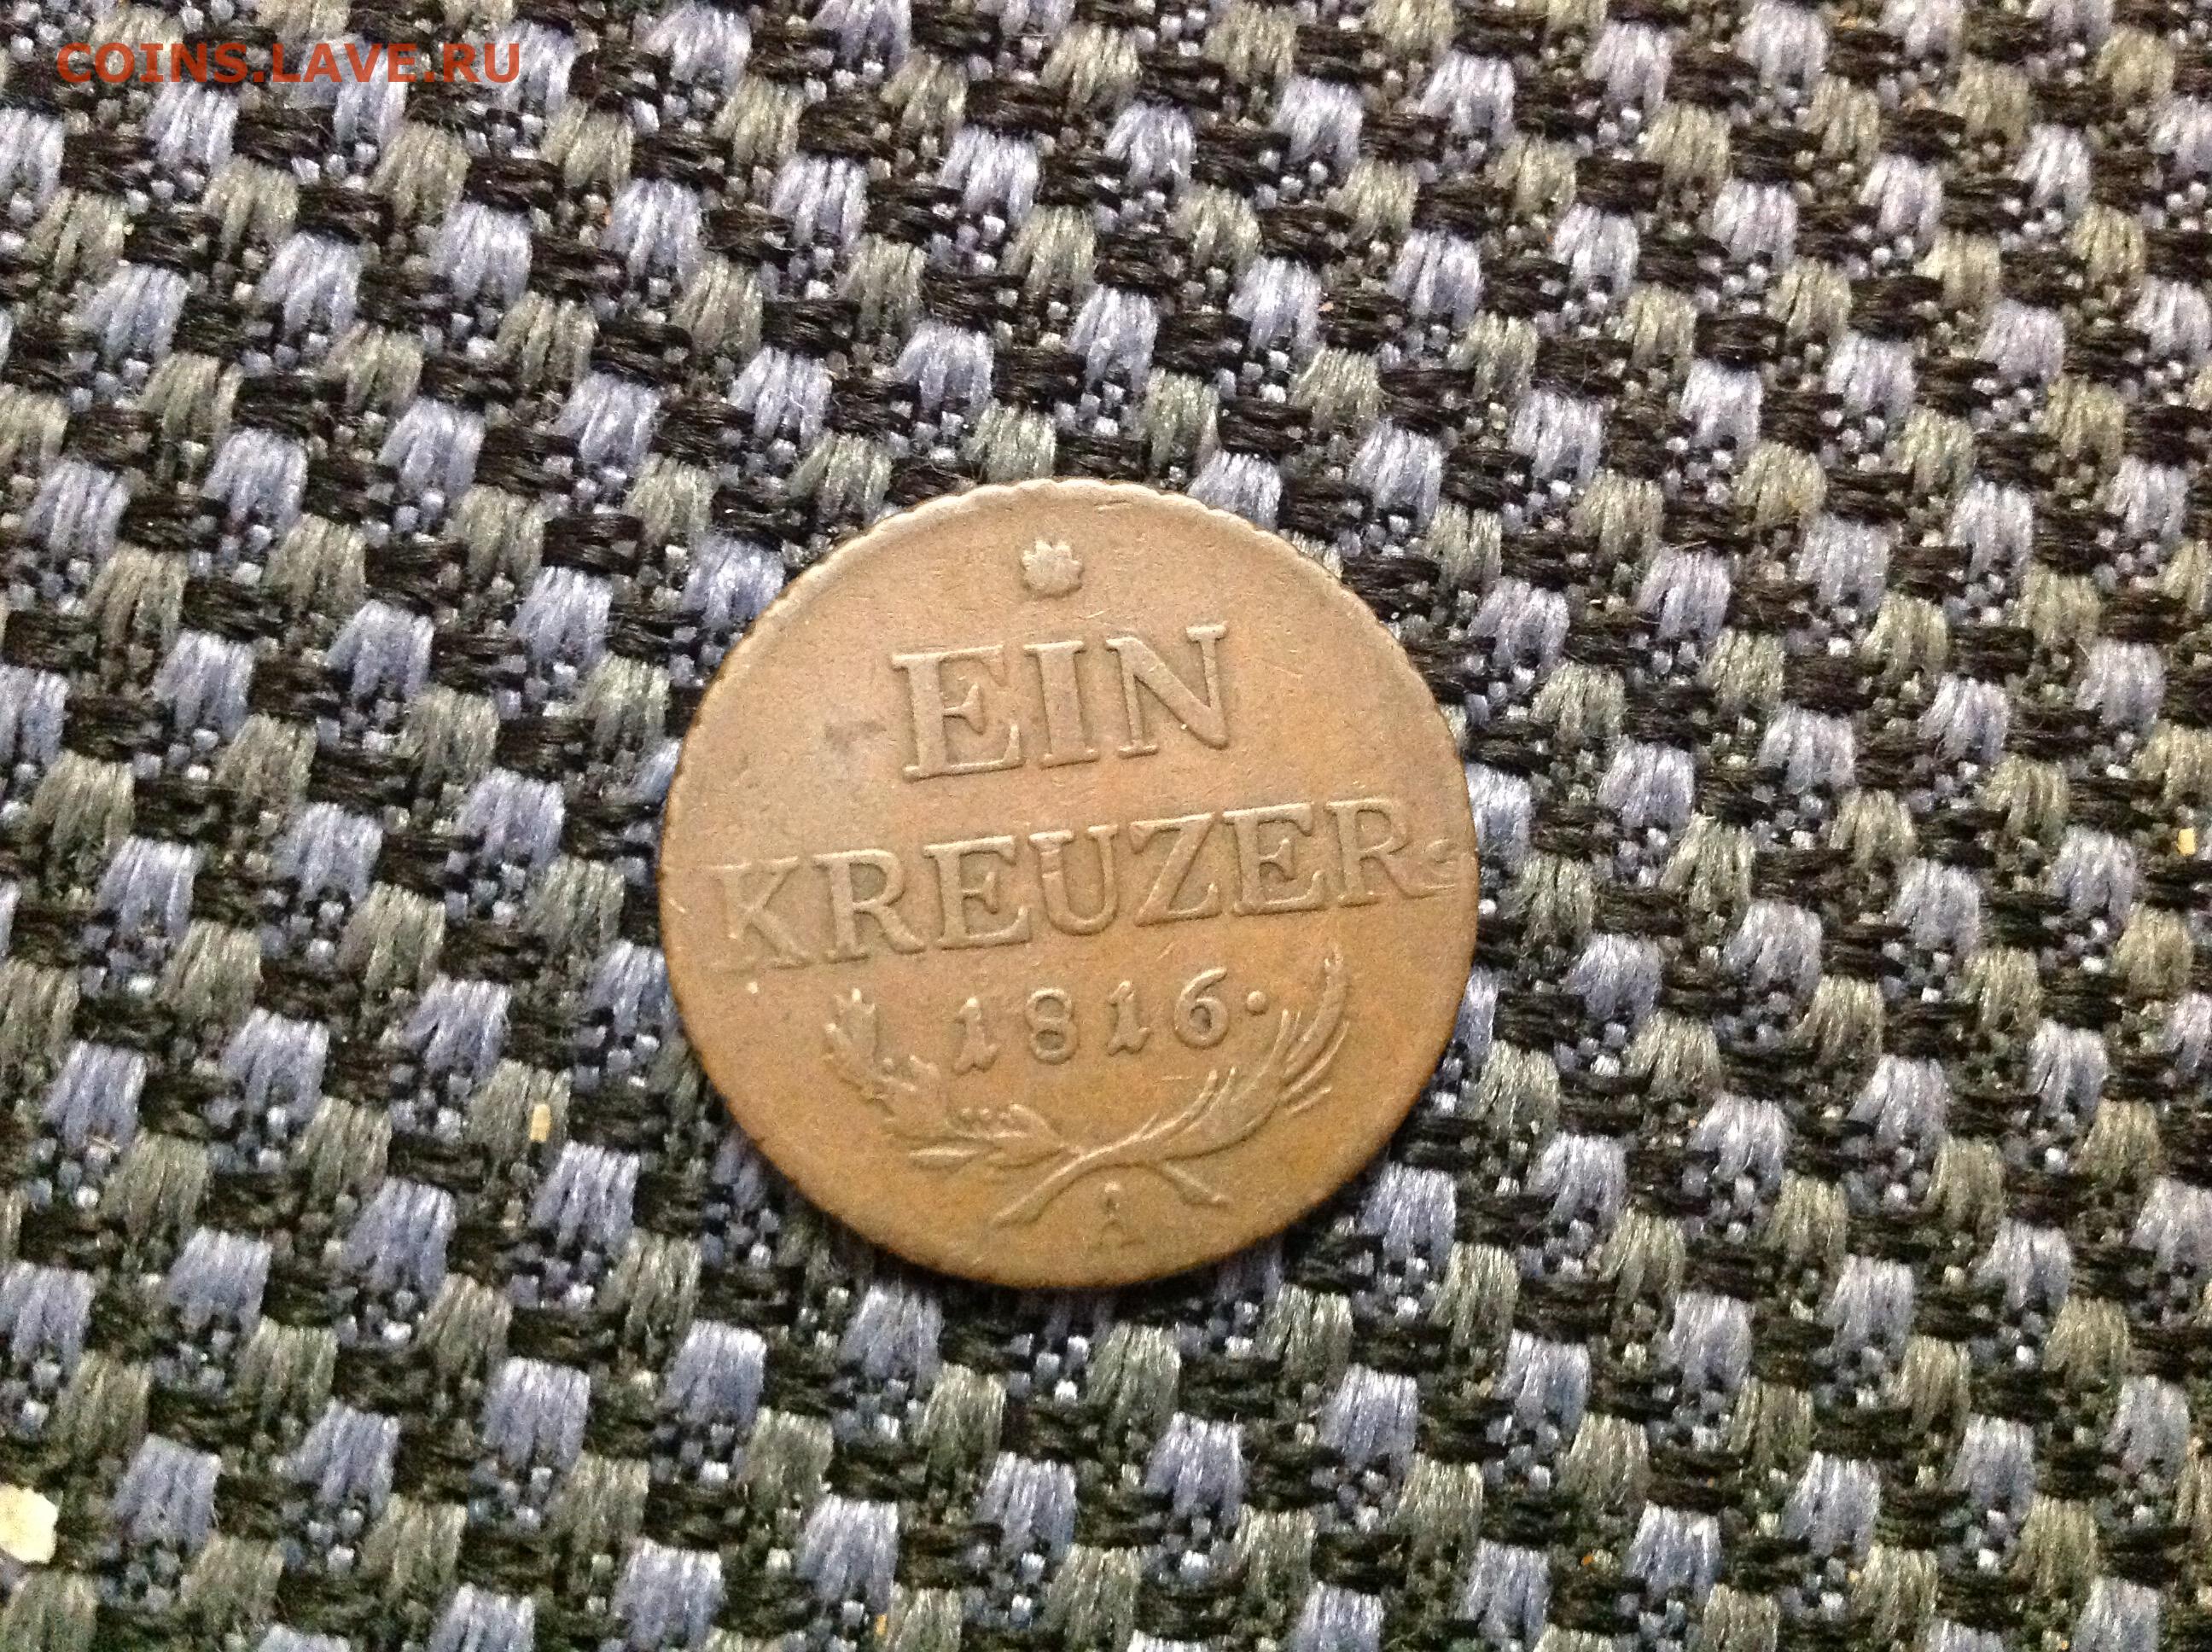 COINS.LAVE.RU
EIN
KREUZER
1816·
A